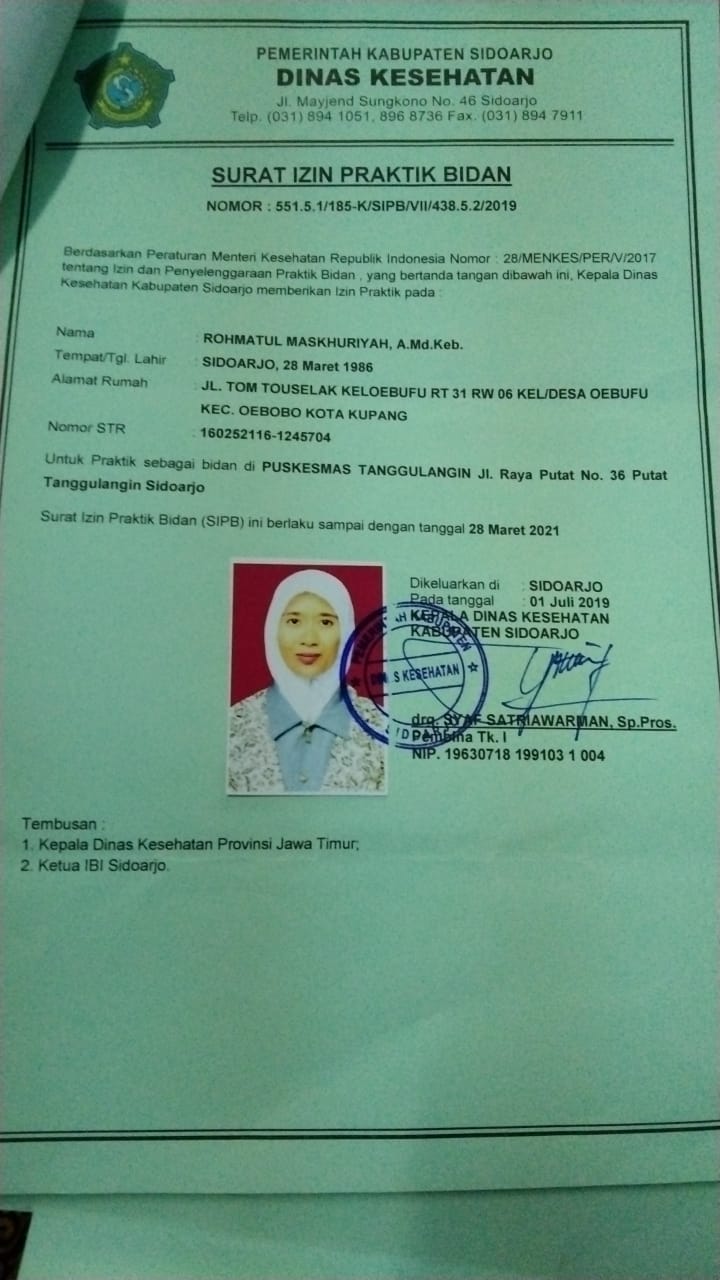 PEMERINTAH KABUPATEN SIDOARJO
DINAS KESEHATAN
Jl. Mayjend Sungkono No. 46 Sidoarjo
Telp. (031) 894 1051, 896 8736 Fax. (031) 894 7911
SURAT IZIN PRAKTIK BIDAN
NOMOR : 551.5.1/185-K/SIPB/VII/438.5.2/2019
Berdasarkan Peraturan Menteri Kesehatan Republik Indonesia Nomor : 28/MENKES/PER/V/2017
tentang Izin dan Penyelenggaraan Praktik Bidan , yang bertanda tangan dibawah ini, Kepala Dinas
Kesehatan Kabupaten Sidoarjo memberikan Izin Praktik pada :
Nama : ROHMATUL MASKHURIYAH, A.Md.Keb.
Tempat/Tgl. Lahir : SIDOARJO, 28 Maret 1986
Alamat Rumah : JL. TOM TOUSELAK KELOEBUFU RT 31 RW 06 KEL/DESA OEBUFU
KEC. OEBOBO KOTA KUPANG
Nomor STR : 160252116-1245704
Untuk Praktik sebagai bidan di PUSKESMAS TANGGULANGIN Jl. Raya Putat No. 36 Putat
Tanggulangin Sidoarjo
Surat Izin Praktik Bidan (SIPB) ini berlaku sampai dengan tanggal 28 Maret 2021
Dikeluarkan di : SIDOARJO
Pada tanggal : 01 Juli 2019
KEPALA DINAS KESEHATAN
KABUPATEN SIDOARJO
DINAS KESEHATAN
drg. SYAF SATRIAWARMAN, Sp.Pros.
Pembina Tk. I
NIP. 19630718 199103 1 004
Tembusan :
1. Kepala Dinas Kesehatan Provinsi Jawa Timur;
2. Ketua IBI Sidoarjo.